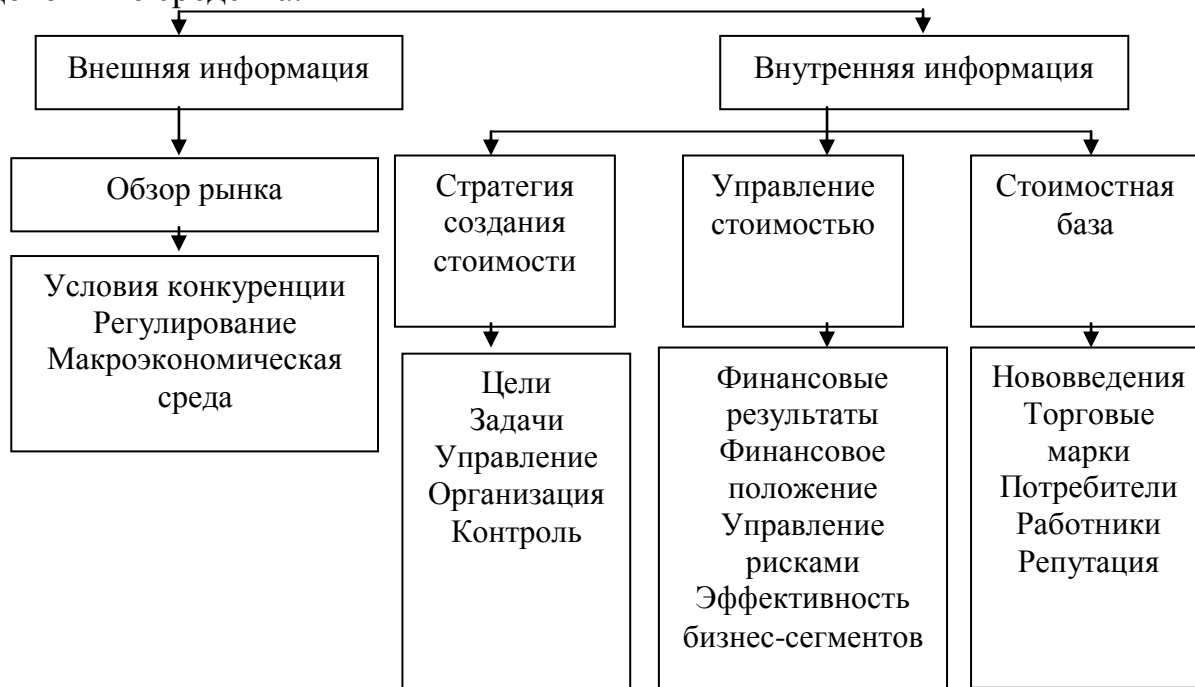 Внешняя информация
Внутренняя информация
Обзор рынка
Стратегия
создания
стоимости
Управление
стоимостью
Стоимостная
база
Условия конкуренции
Регулирование
Макроэкономическая
среда
Цели
Задачи
Управление
Организация
Контроль
Финансовые
результаты
Финансовое
положение
Управление
рисками
Эффективность
бизнес-сегментов
Нововведения
Торговые
марки
Потребители
Работники
Репутация